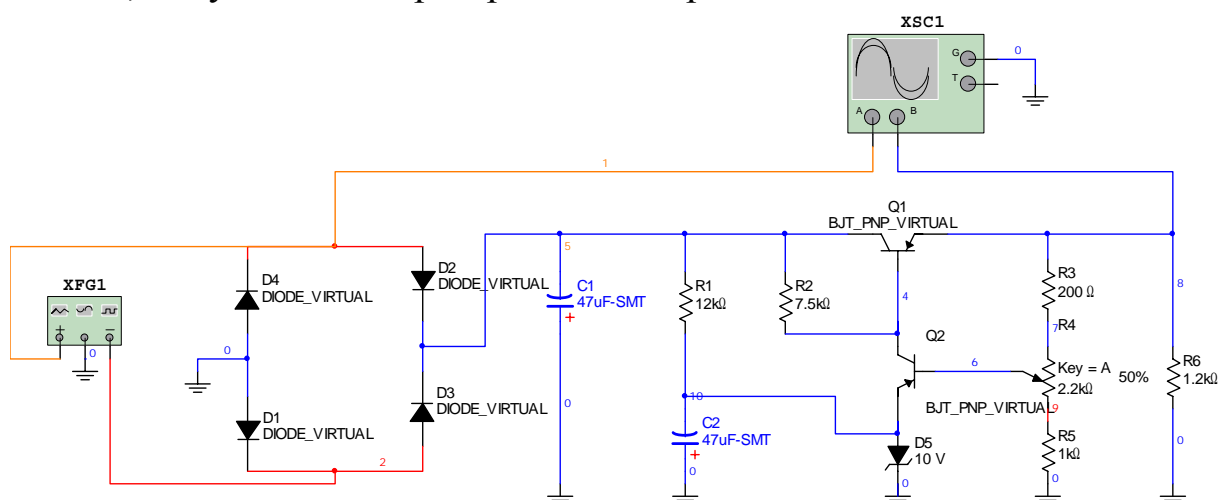 XSC1
G
T
A
B
0
1
Q1
BJT_PNP_VIRTUAL
5
D4
DIODE_VIRTUAL
D2
DIODE_VIRTUAL
C1
47uF-SMT
+
R1
12kΩ
R2
7.5kΩ
4
R3
200 Ω
8
XFG1
+
−
0
0
7
R4
Q2
6
Key = A
50%
2.2kΩ
R6
1.2kΩ
D1
DIODE_VIRTUAL
D3
DIODE_VIRTUAL
0
10
BJT_PNP_VIRTUAL
9
C2
47uF-SMT
+
D5
10 V
R5
1kΩ
0
2
0
0
0